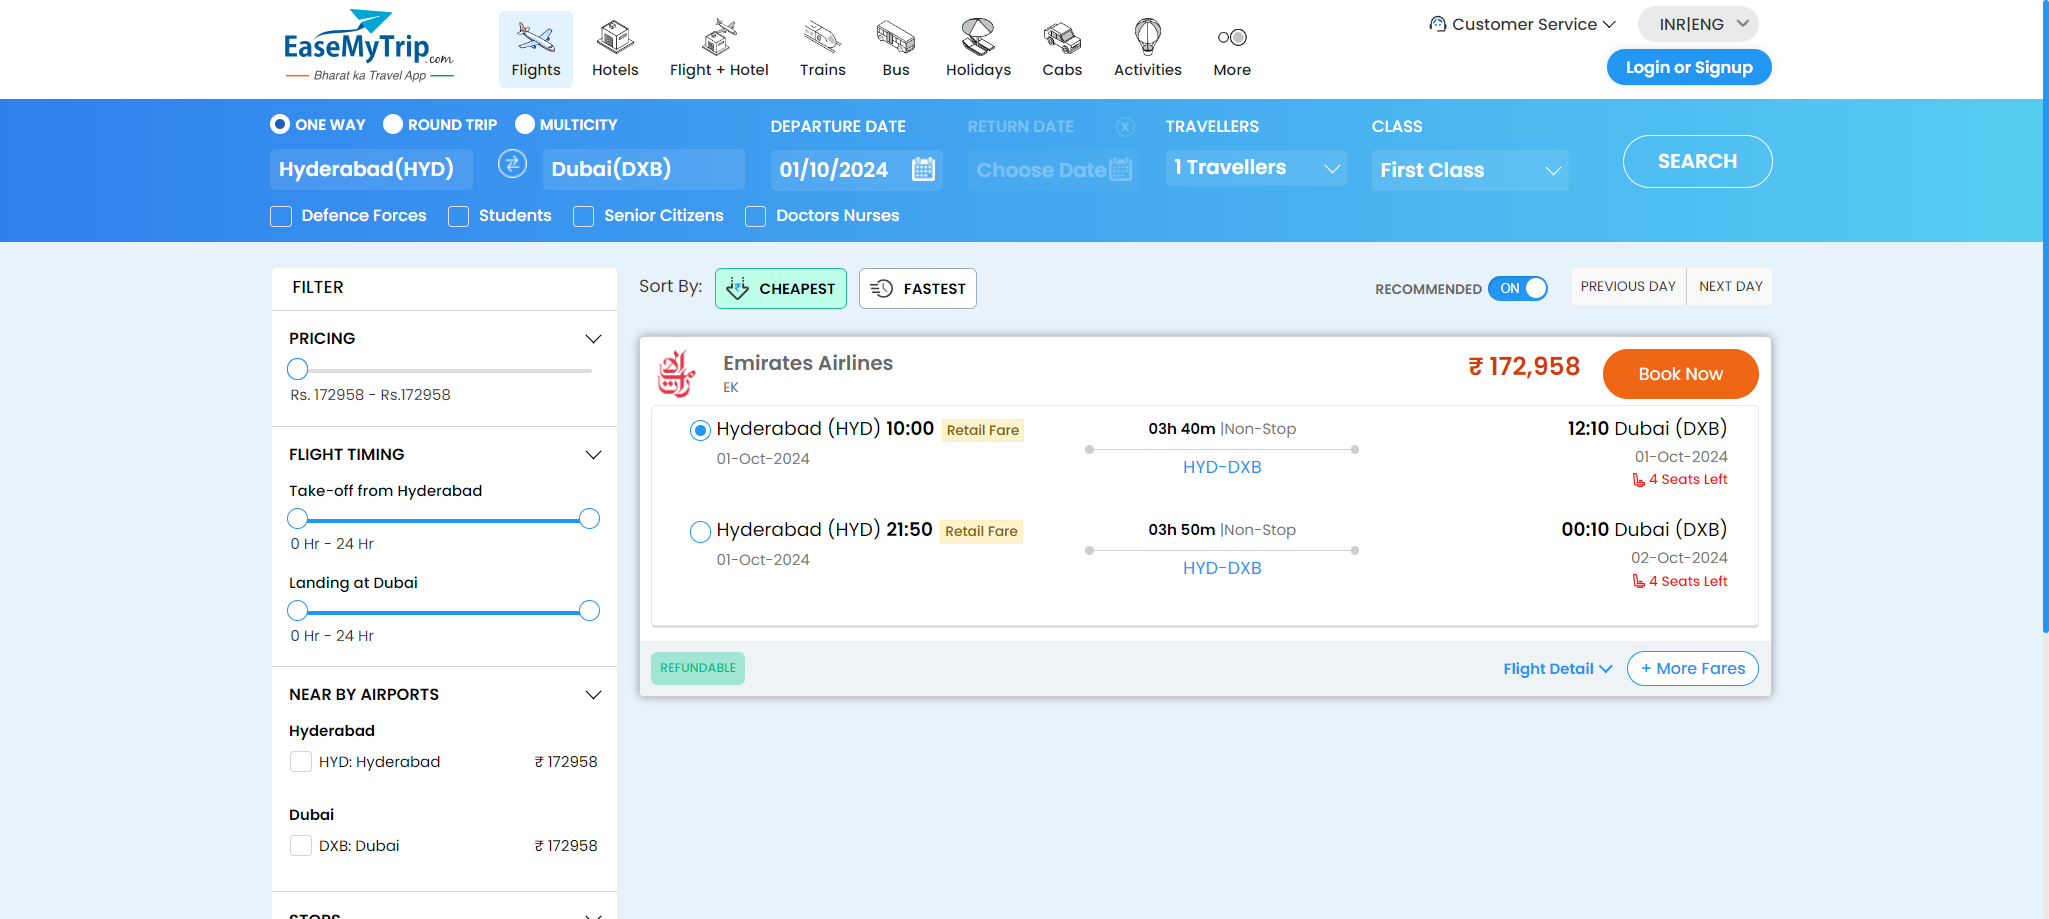 EaseMyTrip.com
Bharat ka Travel App
Flights
Hotels
Flight + Hotel
Trains
Bus
Holidays
Cabs
Activities
More
Customer Service
INR|ENG
Login or Signup
ONE WAY
ROUND TRIP
MULTICITY
DEPARTURE DATE
RETURN DATE
X
TRAVELLERS
CLASS
Hyderabad(HYD)
Dubai(DXB)
01/10/2024
Choose Date
1 Travellers
First Class
SEARCH
Defence Forces
Students
Senior Citizens
Doctors Nurses
FILTER
PRICING
Rs. 172958 - Rs.172958
FLIGHT TIMING
Take-off from Hyderabad
0 Hr - 24 Hr
Landing at Dubai
0 Hr - 24 Hr
NEAR BY AIRPORTS
Hyderabad
HYD: Hyderabad ₹ 172958
Dubai
DXB: Dubai ₹ 172958
STOPS
Sort By:
CHEAPEST
FASTEST
RECOMMENDED ON
PREVIOUS DAY
NEXT DAY
Emirates Airlines
EK
₹ 172,958
Book Now
Hyderabad (HYD) 10:00 Retail Fare
01-Oct-2024
03h 40m |Non-Stop
HYD-DXB
12:10 Dubai (DXB)
01-Oct-2024
4 Seats Left
Hyderabad (HYD) 21:50 Retail Fare
01-Oct-2024
03h 50m |Non-Stop
HYD-DXB
00:10 Dubai (DXB)
02-Oct-2024
4 Seats Left
REFUNDABLE
Flight Detail
+ More Fares